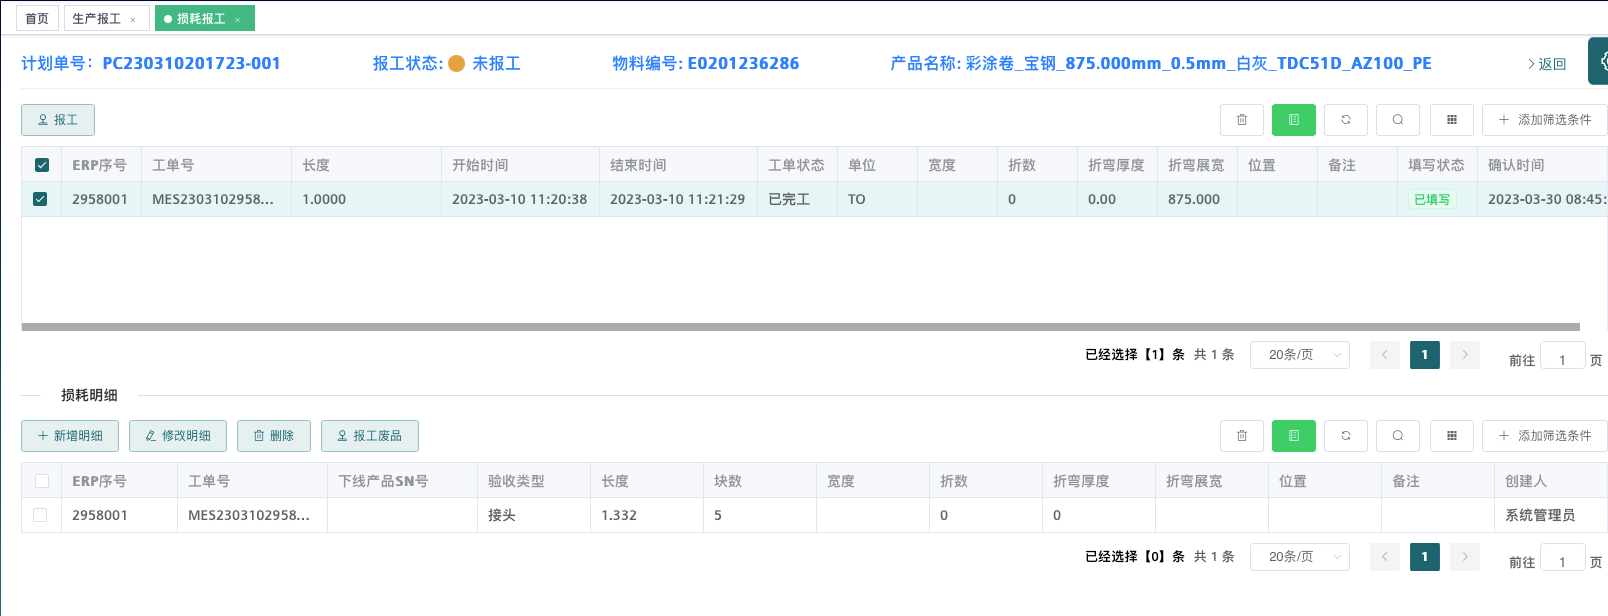 首页 生产报工 × 损耗报工 ×
计划单号: PC230310201723-001 报工状态: 未报工 物料编号: E0201236286 产品名称: 彩涂卷_宝钢_875.000mm_0.5mm_白灰_TDC51D_AZ100_PE 返回
报工 添加筛选条件
ERP序号 工单号 长度 开始时间 结束时间 工单状态 单位 宽度 折数 折弯厚度 折弯展宽 位置 备注 填写状态 确认时间
2958001 MES2303102958... 1.0000 2023-03-10 11:20:38 2023-03-10 11:21:29 已完工 TO 0 0.00 875.000 已填写 2023-03-30 08:45:
已经选择【1】条 共 1 条 20条/页 1 前往 1 页
损耗明细
新增明细 修改明细 删除 报工废品 添加筛选条件
ERP序号 工单号 下线产品SN号 验收类型 长度 块数 宽度 折数 折弯厚度 折弯展宽 位置 备注 创建人
2958001 MES2303102958... 接头 1.332 5 0 0 系统管理员
已经选择【0】条 共 1 条 20条/页 1 前往 1 页